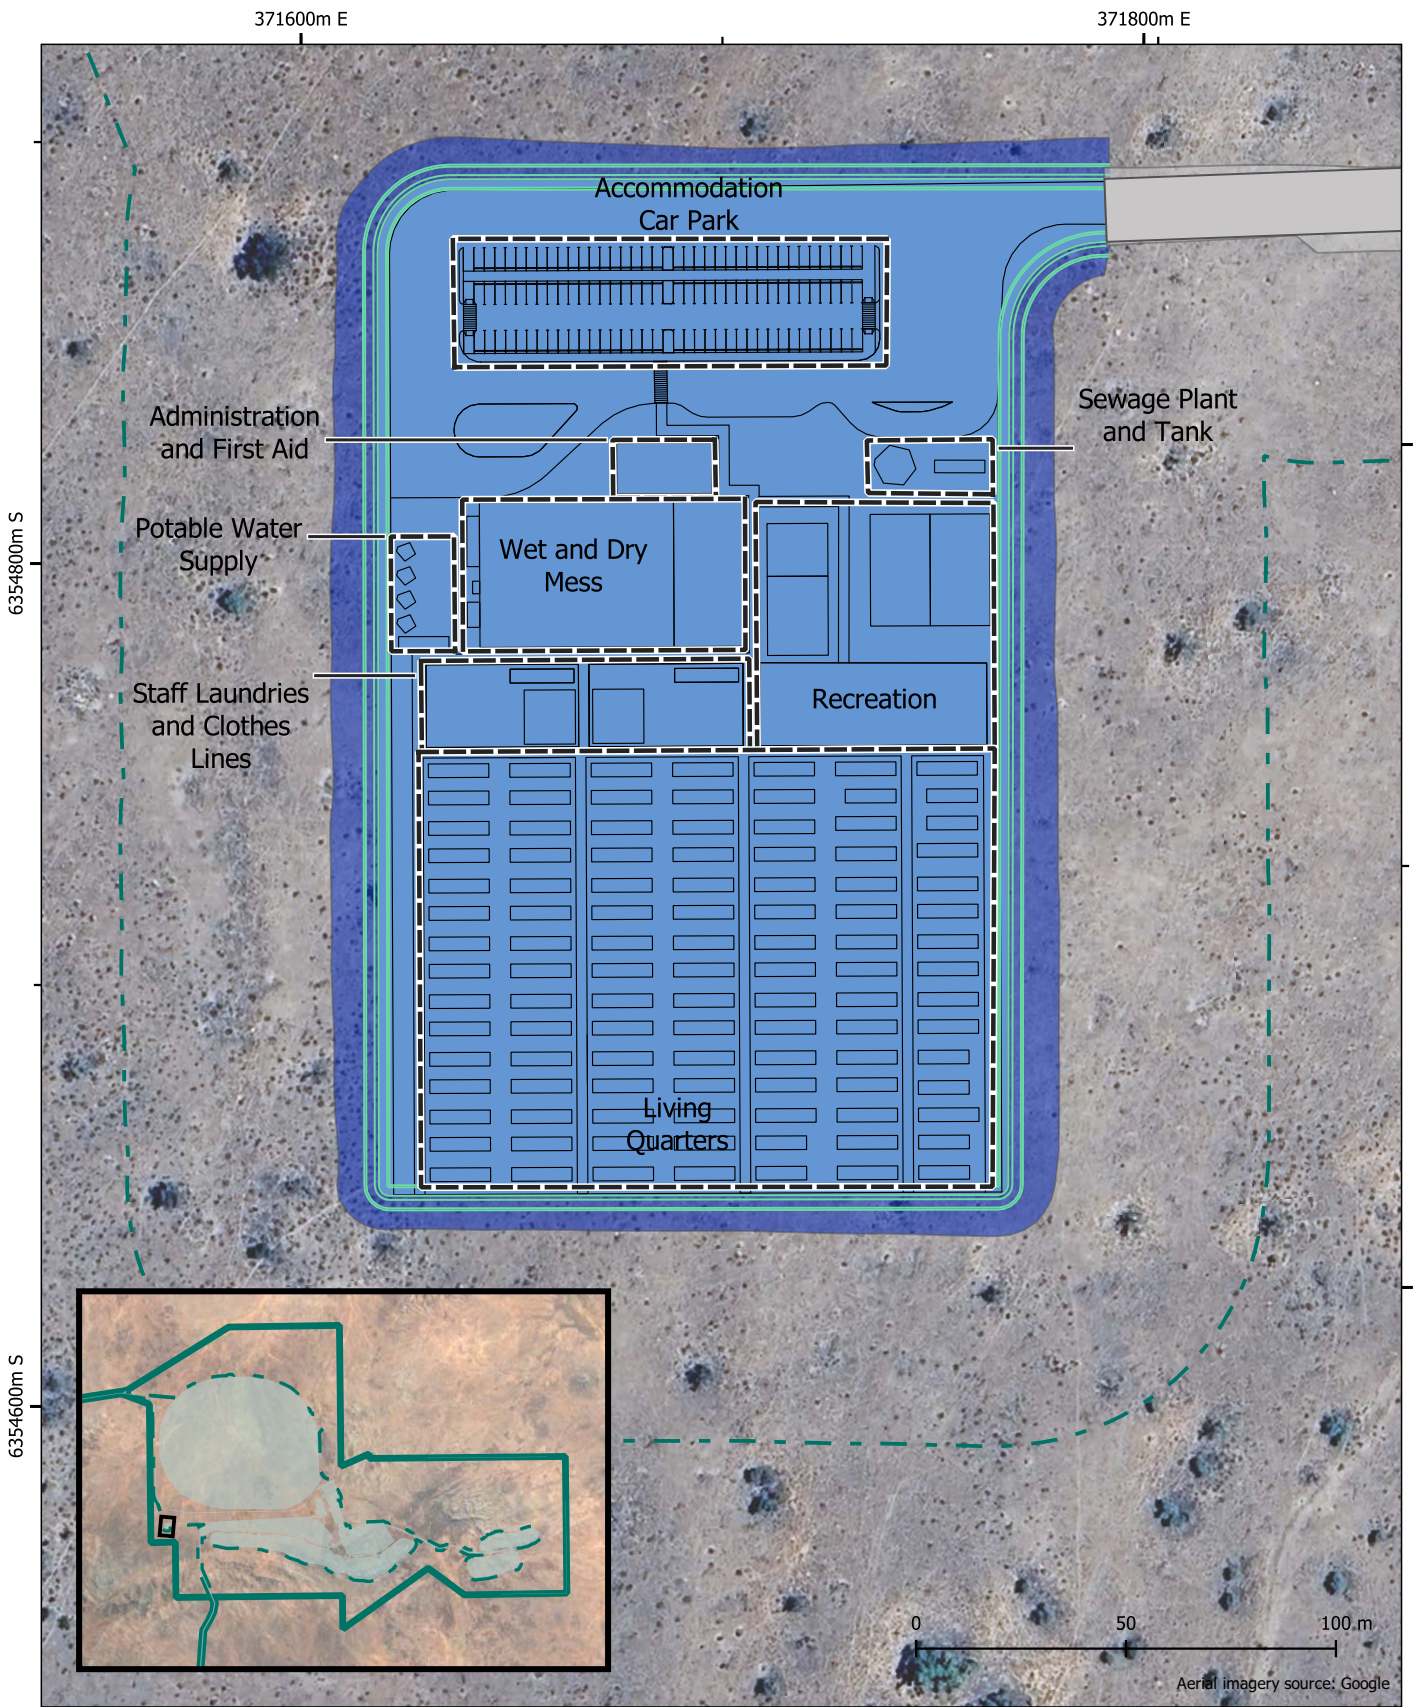 371600m E
371800m E
Accommodation
Car Park
Administration
and First Aid
Sewage Plant
and Tank
Potable Water
Supply
Wet and Dry
Mess
6354800m S
Staff Laundries
and Clothes
Lines
Recreation
Living
Quarters
6354600m S
0
50
100 m
Aerial imagery source: Google